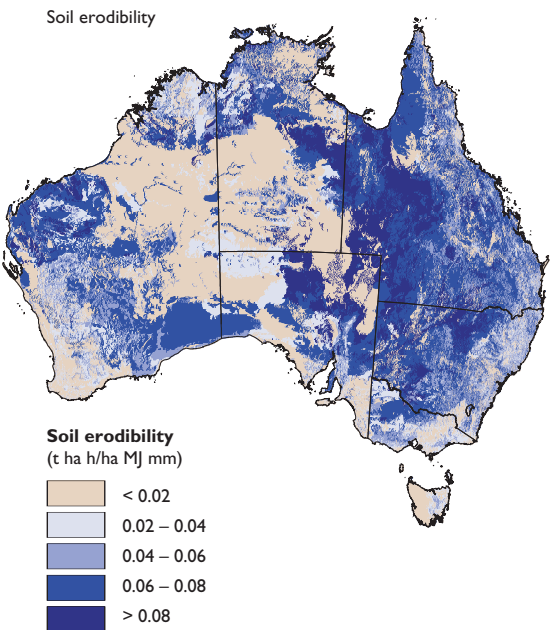 Soil erodibility
Soil erodibility
(t ha h/ha MJ mm)
< 0.02
0.02 – 0.04
0.04 – 0.06
0.06 – 0.08
> 0.08